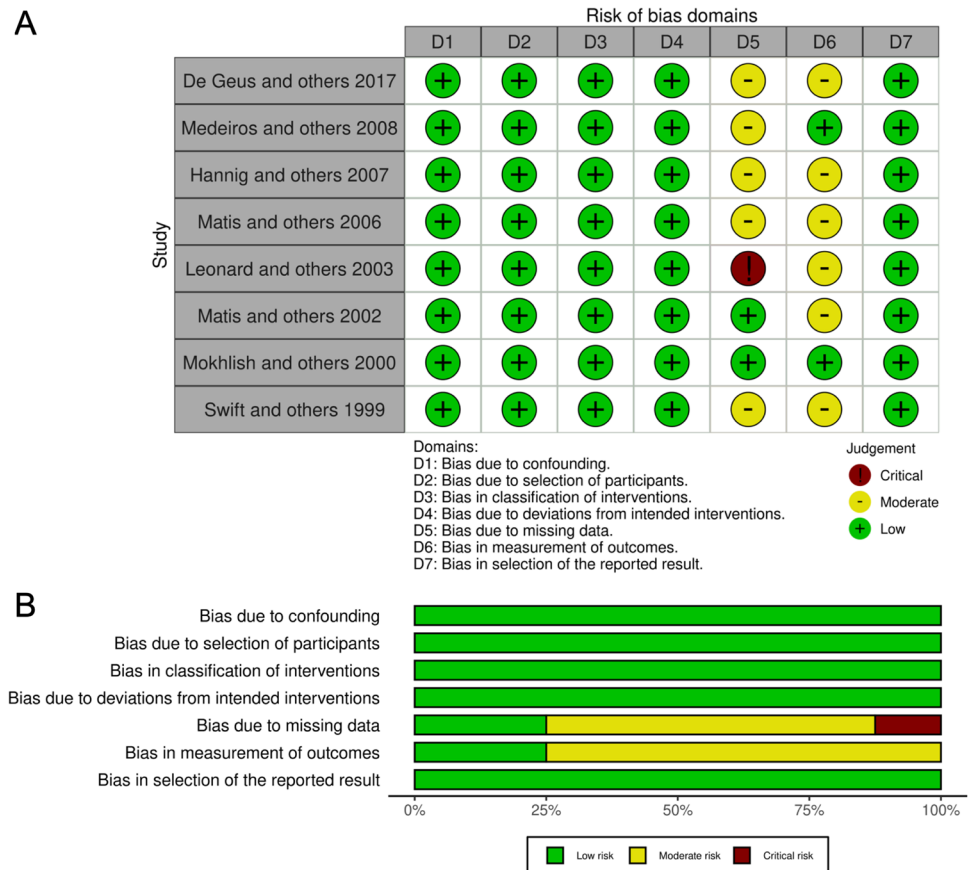 A
Risk of bias domains
D1 D2 D3 D4 D5 D6 D7
Study
De Geus and others 2017 + + + + - - +
Medeiros and others 2008 + + + + - + +
Hannig and others 2007 + + + + - - +
Matis and others 2006 + + + + - - +
Leonard and others 2003 + + + + ! - +
Matis and others 2002 + + + + + - +
Mokhlish and others 2000 + + + + + + +
Swift and others 1999 + + + + - - +
Domains:
D1: Bias due to confounding.
D2: Bias due to selection of participants.
D3: Bias in classification of interventions.
D4: Bias due to deviations from intended interventions.
D5: Bias due to missing data.
D6: Bias in measurement of outcomes.
D7: Bias in selection of the reported result.
Judgement
! Critical
- Moderate
+ Low
B
Bias due to confounding
Bias due to selection of participants
Bias in classification of interventions
Bias due to deviations from intended interventions
Bias due to missing data
Bias in measurement of outcomes
Bias in selection of the reported result
0% 25% 50% 75% 100%
Low risk Moderate risk Critical risk